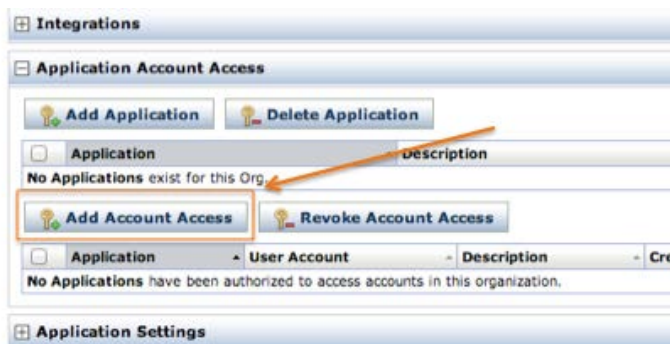 Integrations
Application Account Access
Add Application Delete Application
Application Description
No Applications exist for this Org.
Add Account Access Revoke Account Access
Application User Account Description Cre
No Applications have been authorized to access accounts in this organization.
Application Settings